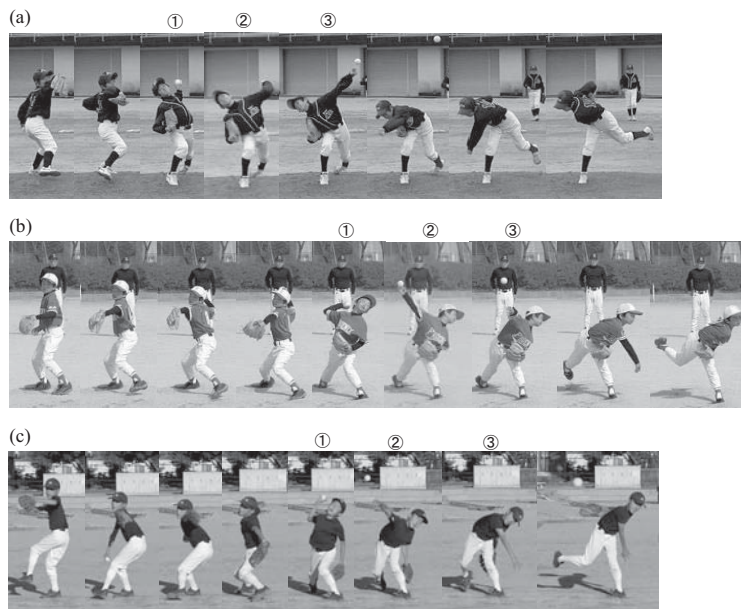 (a)
① ② ③
(b)
① ② ③
(c)
① ② ③